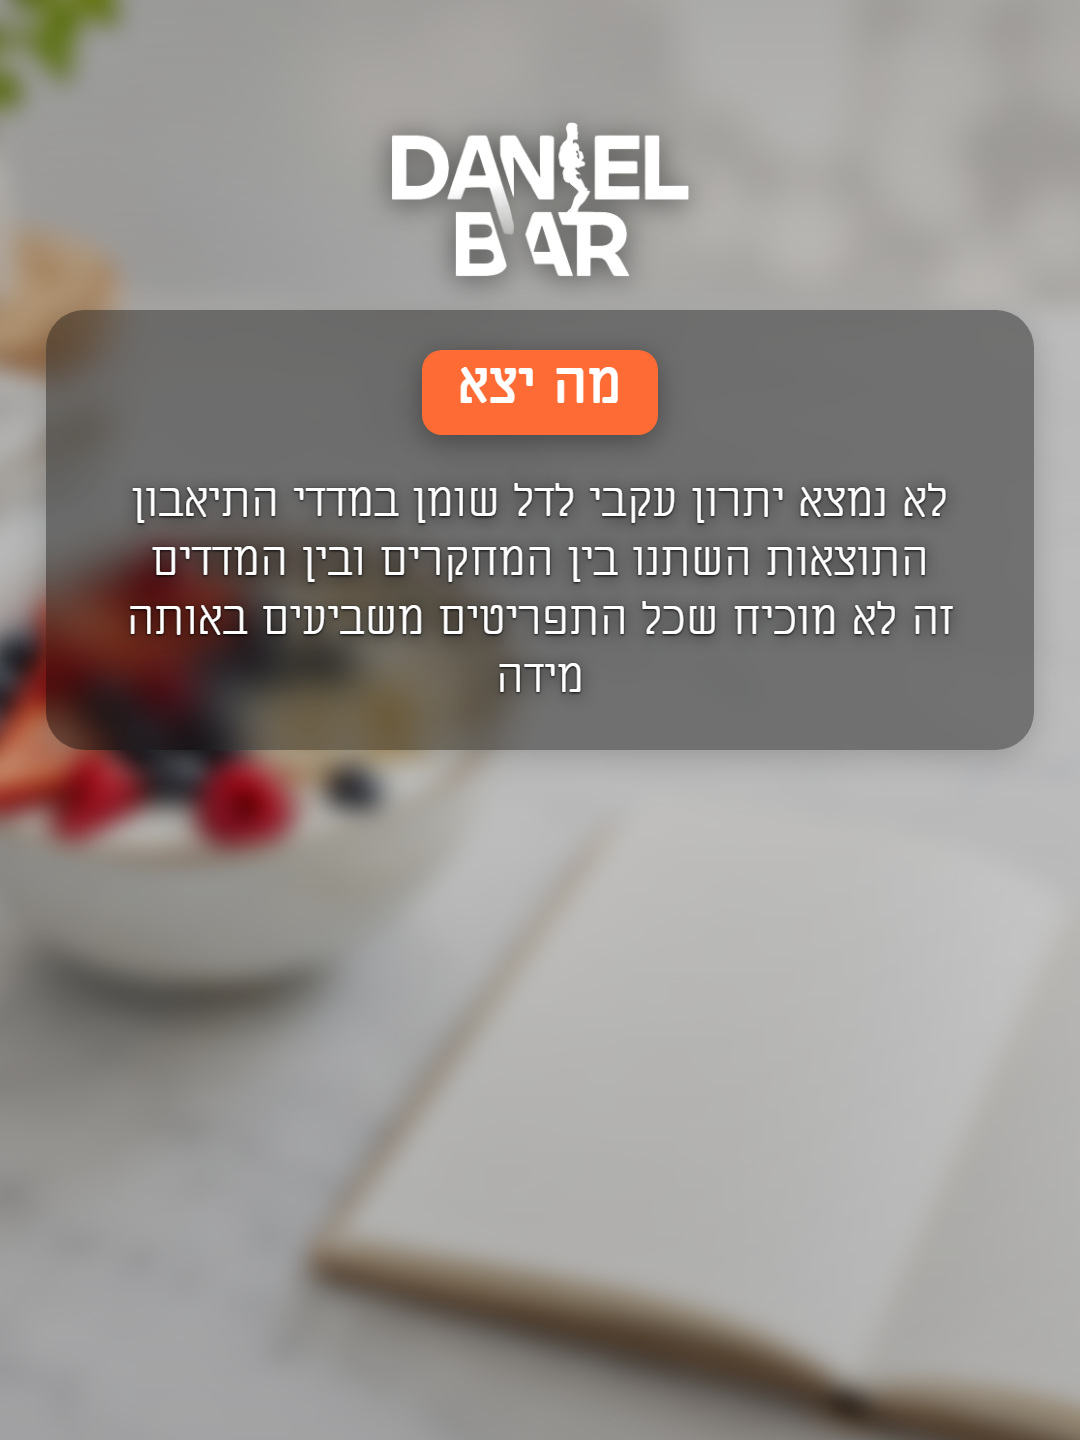 DANIEL
BAR
מה יצא
לא נמצא יתרון עקבי לדל שומן במדדי התיאבון
התוצאות השתנו בין המחקרים ובין המדדים
זה לא מוכיח שכל התפריטים משביעים באותה
מידה